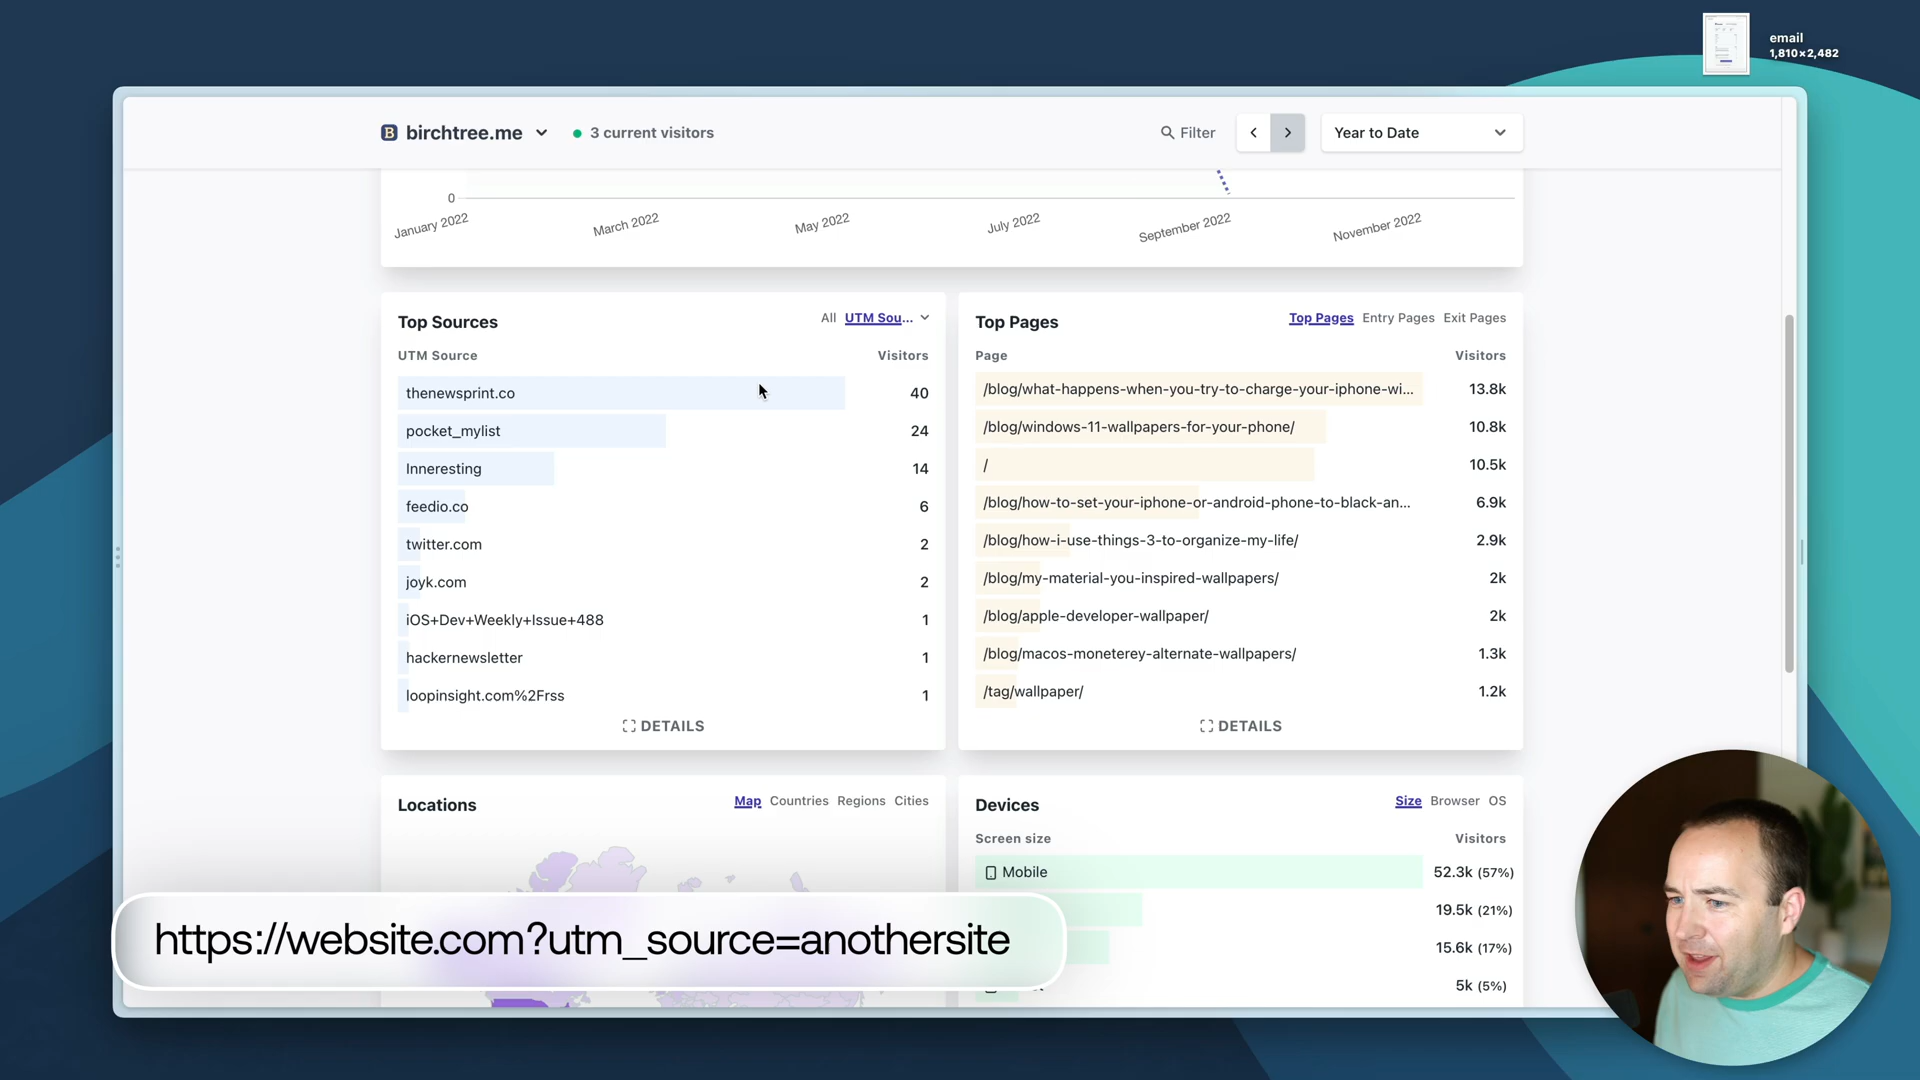 email
1,810×2,482
birchtree.me
3 current visitors
Filter
Year to Date
0
January 2022
March 2022
May 2022
July 2022
September 2022
November 2022
Top Sources
All UTM Sou...
UTM Source Visitors
thenewsprint.co 40
pocket_mylist 24
Inneresting 14
feedio.co 6
twitter.com 2
joyk.com 2
iOS+Dev+Weekly+Issue+488 1
hackernewsletter 1
loopinsight.com%2Frss 1
DETAILS
Top Pages
Top Pages Entry Pages Exit Pages
Page Visitors
/blog/what-happens-when-you-try-to-charge-your-iphone-wi... 13.8k
/blog/windows-11-wallpapers-for-your-phone/ 10.8k
/ 10.5k
/blog/how-to-set-your-iphone-or-android-phone-to-black-an... 6.9k
/blog/how-i-use-things-3-to-organize-my-life/ 2.9k
/blog/my-material-you-inspired-wallpapers/ 2k
/blog/apple-developer-wallpaper/ 2k
/blog/macos-moneterey-alternate-wallpapers/ 1.3k
/tag/wallpaper/ 1.2k
DETAILS
Locations
Map Countries Regions Cities
Devices
Size Browser OS
Screen size Visitors
Mobile 52.3k (57%)
19.5k (21%)
15.6k (17%)
5k (5%)
https://website.com?utm_source=anothersite